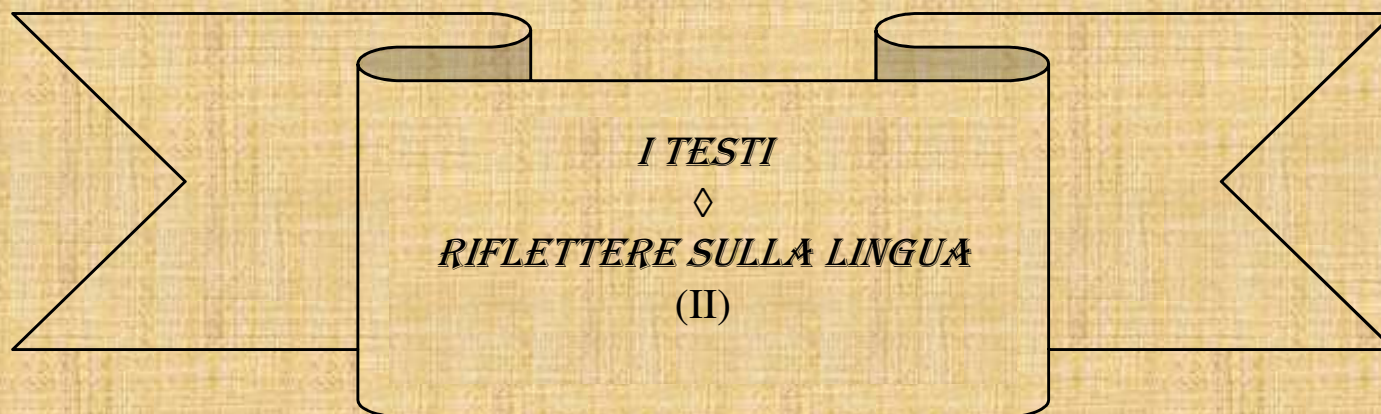 I TESTI
◊
RIFLETTERE SULLA LINGUA
(II)